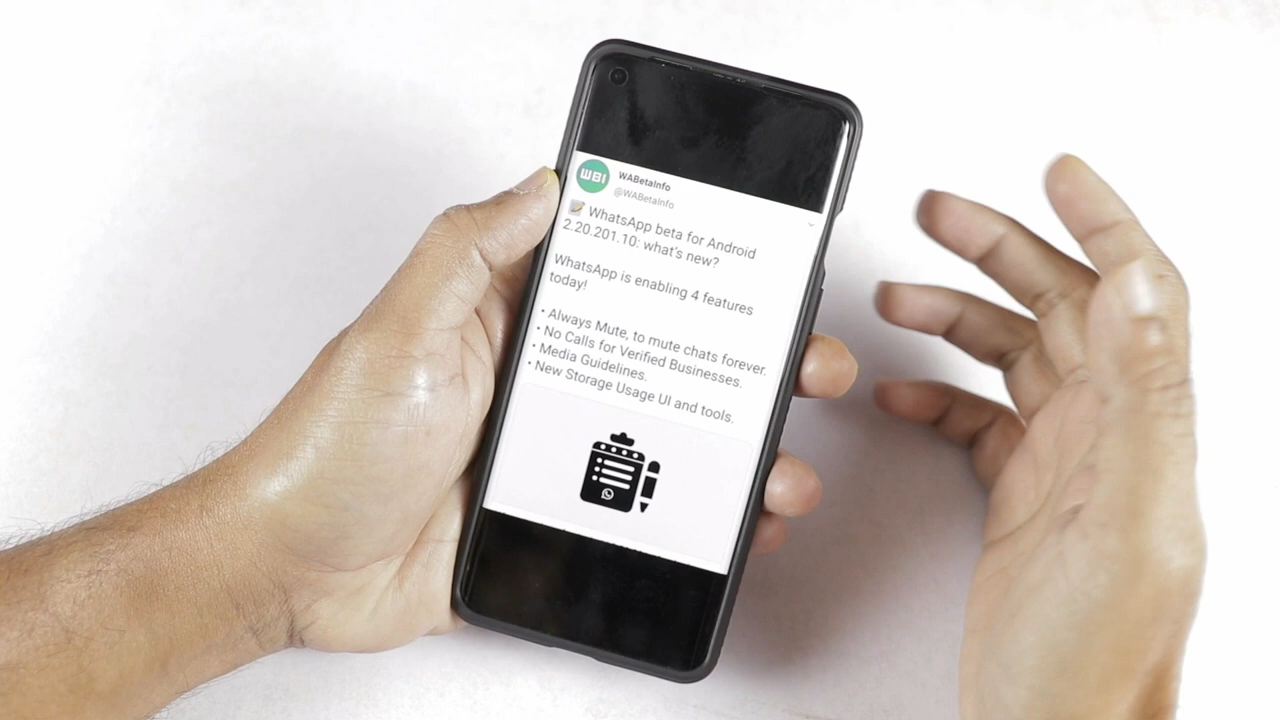 WBI
WABetaInfo
@WABetaInfo
📝 WhatsApp beta for Android
2.20.201.10: what's new?
WhatsApp is enabling 4 features
today!
• Always Mute, to mute chats forever.
• No Calls for Verified Businesses.
• Media Guidelines.
• New Storage Usage UI and tools.